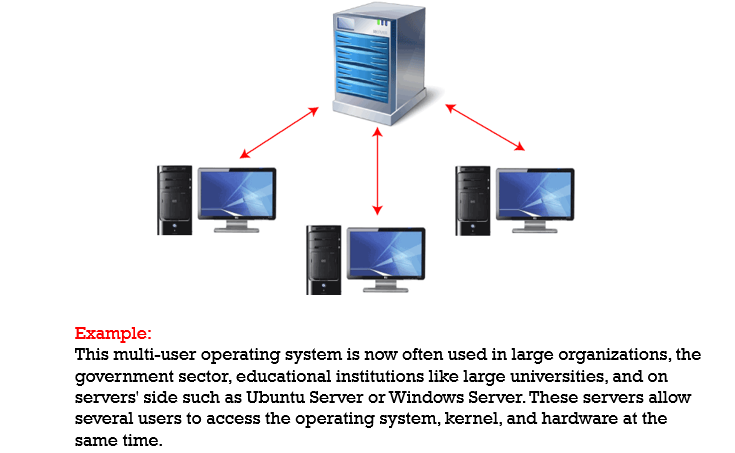 Example:
This multi-user operating system is now often used in large organizations, the
government sector, educational institutions like large universities, and on
servers' side such as Ubuntu Server or Windows Server. These servers allow
several users to access the operating system, kernel, and hardware at the
same time.